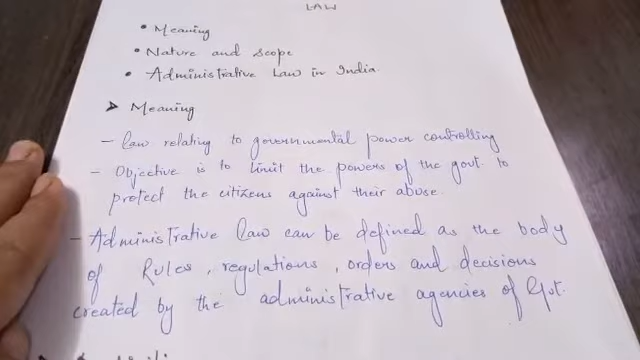 LAW
• Meaning
• Nature and scope
• Administrative Law in India
➤ Meaning
– Law relating to governmental power controlling
– Objective is to limit the powers of the govt. to
protect the citizens against their abuse.
– Administrative law can be defined as the body
of Rules, regulations, orders and decisions
created by the administrative agencies of Govt.